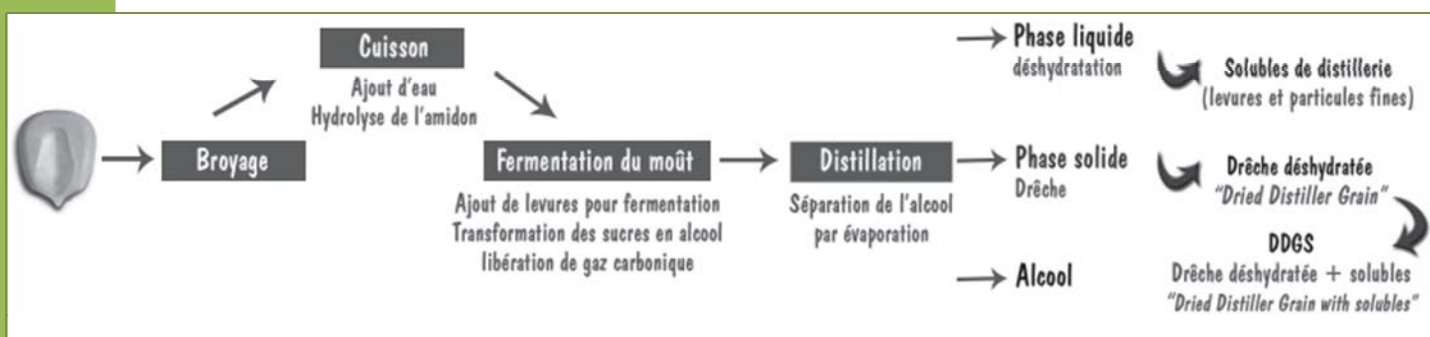 Broyage
Cuisson
Ajout d'eau
Hydrolyse de l'amidon
Fermentation du moût
Ajout de levures pour fermentation
Transformation des sucres en alcool
libération de gaz carbonique
Distillation
Séparation de l'alcool
par évaporation
Phase liquide
déshydratation
Solubles de distillerie
(levures et particules fines)
Phase solide
Drêche
Drêche déshydratée
"Dried Distiller Grain"
DDGS
Drêche déshydratée + solubles
"Dried Distiller Grain with solubles"
Alcool